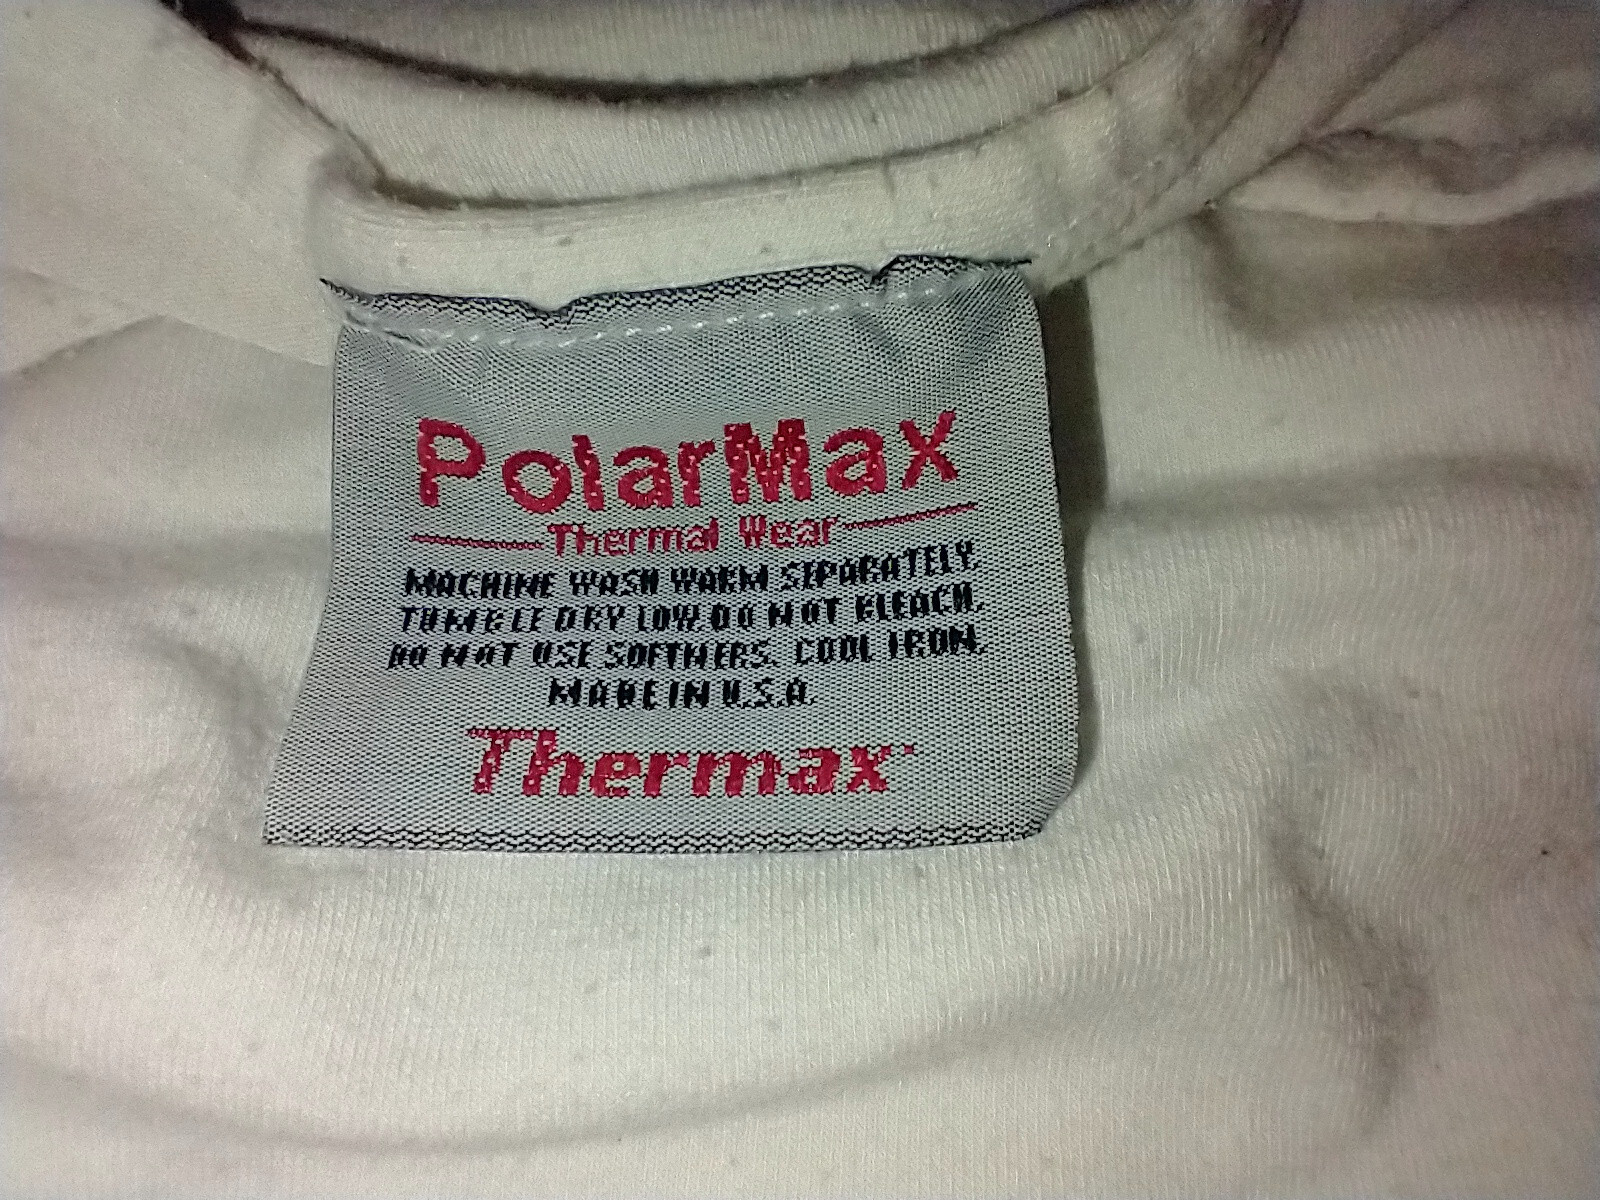 PolarMax
Thermal Wear
MACHINE WASH WARM SEPARATELY.
TUMBLE DRY LOW. DO NOT BLEACH.
DO NOT USE SOFTNERS. COOL IRON.
MADE IN U.S.A.
Thermax